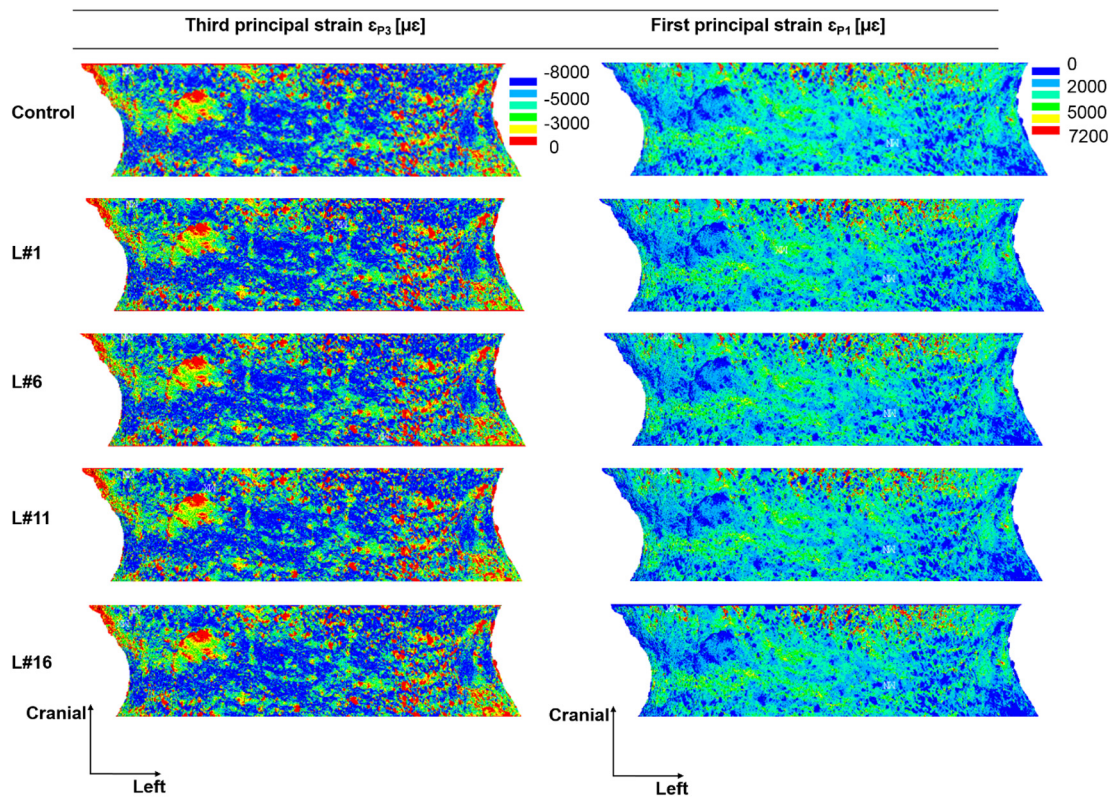 Third principal strain εP3 [µε]
First principal strain εP1 [µε]
Control
-8000
-5000
-3000
0
0
2000
5000
7200
L#1
L#6
L#11
L#16
Cranial
Left
Cranial
Left